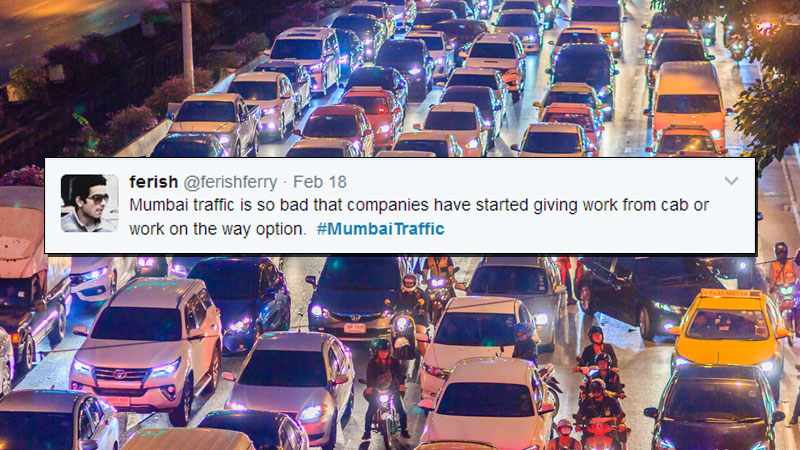 ferish @ferishferry · Feb 18
Mumbai traffic is so bad that companies have started giving work from cab or
work on the way option. #MumbaiTraffic